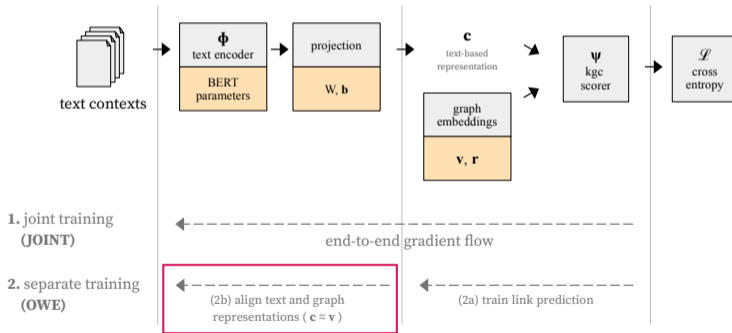 text contexts
Φ
text encoder
BERT
parameters
projection
W, b
c
text-based
representation
graph
embeddings
v, r
Ψ
kgc
scorer
ℒ
cross
entropy
1. joint training
(JOINT)
end-to-end gradient flow
2. separate training
(OWE)
(2b) align text and graph
representations ( c ≈ v )
(2a) train link prediction